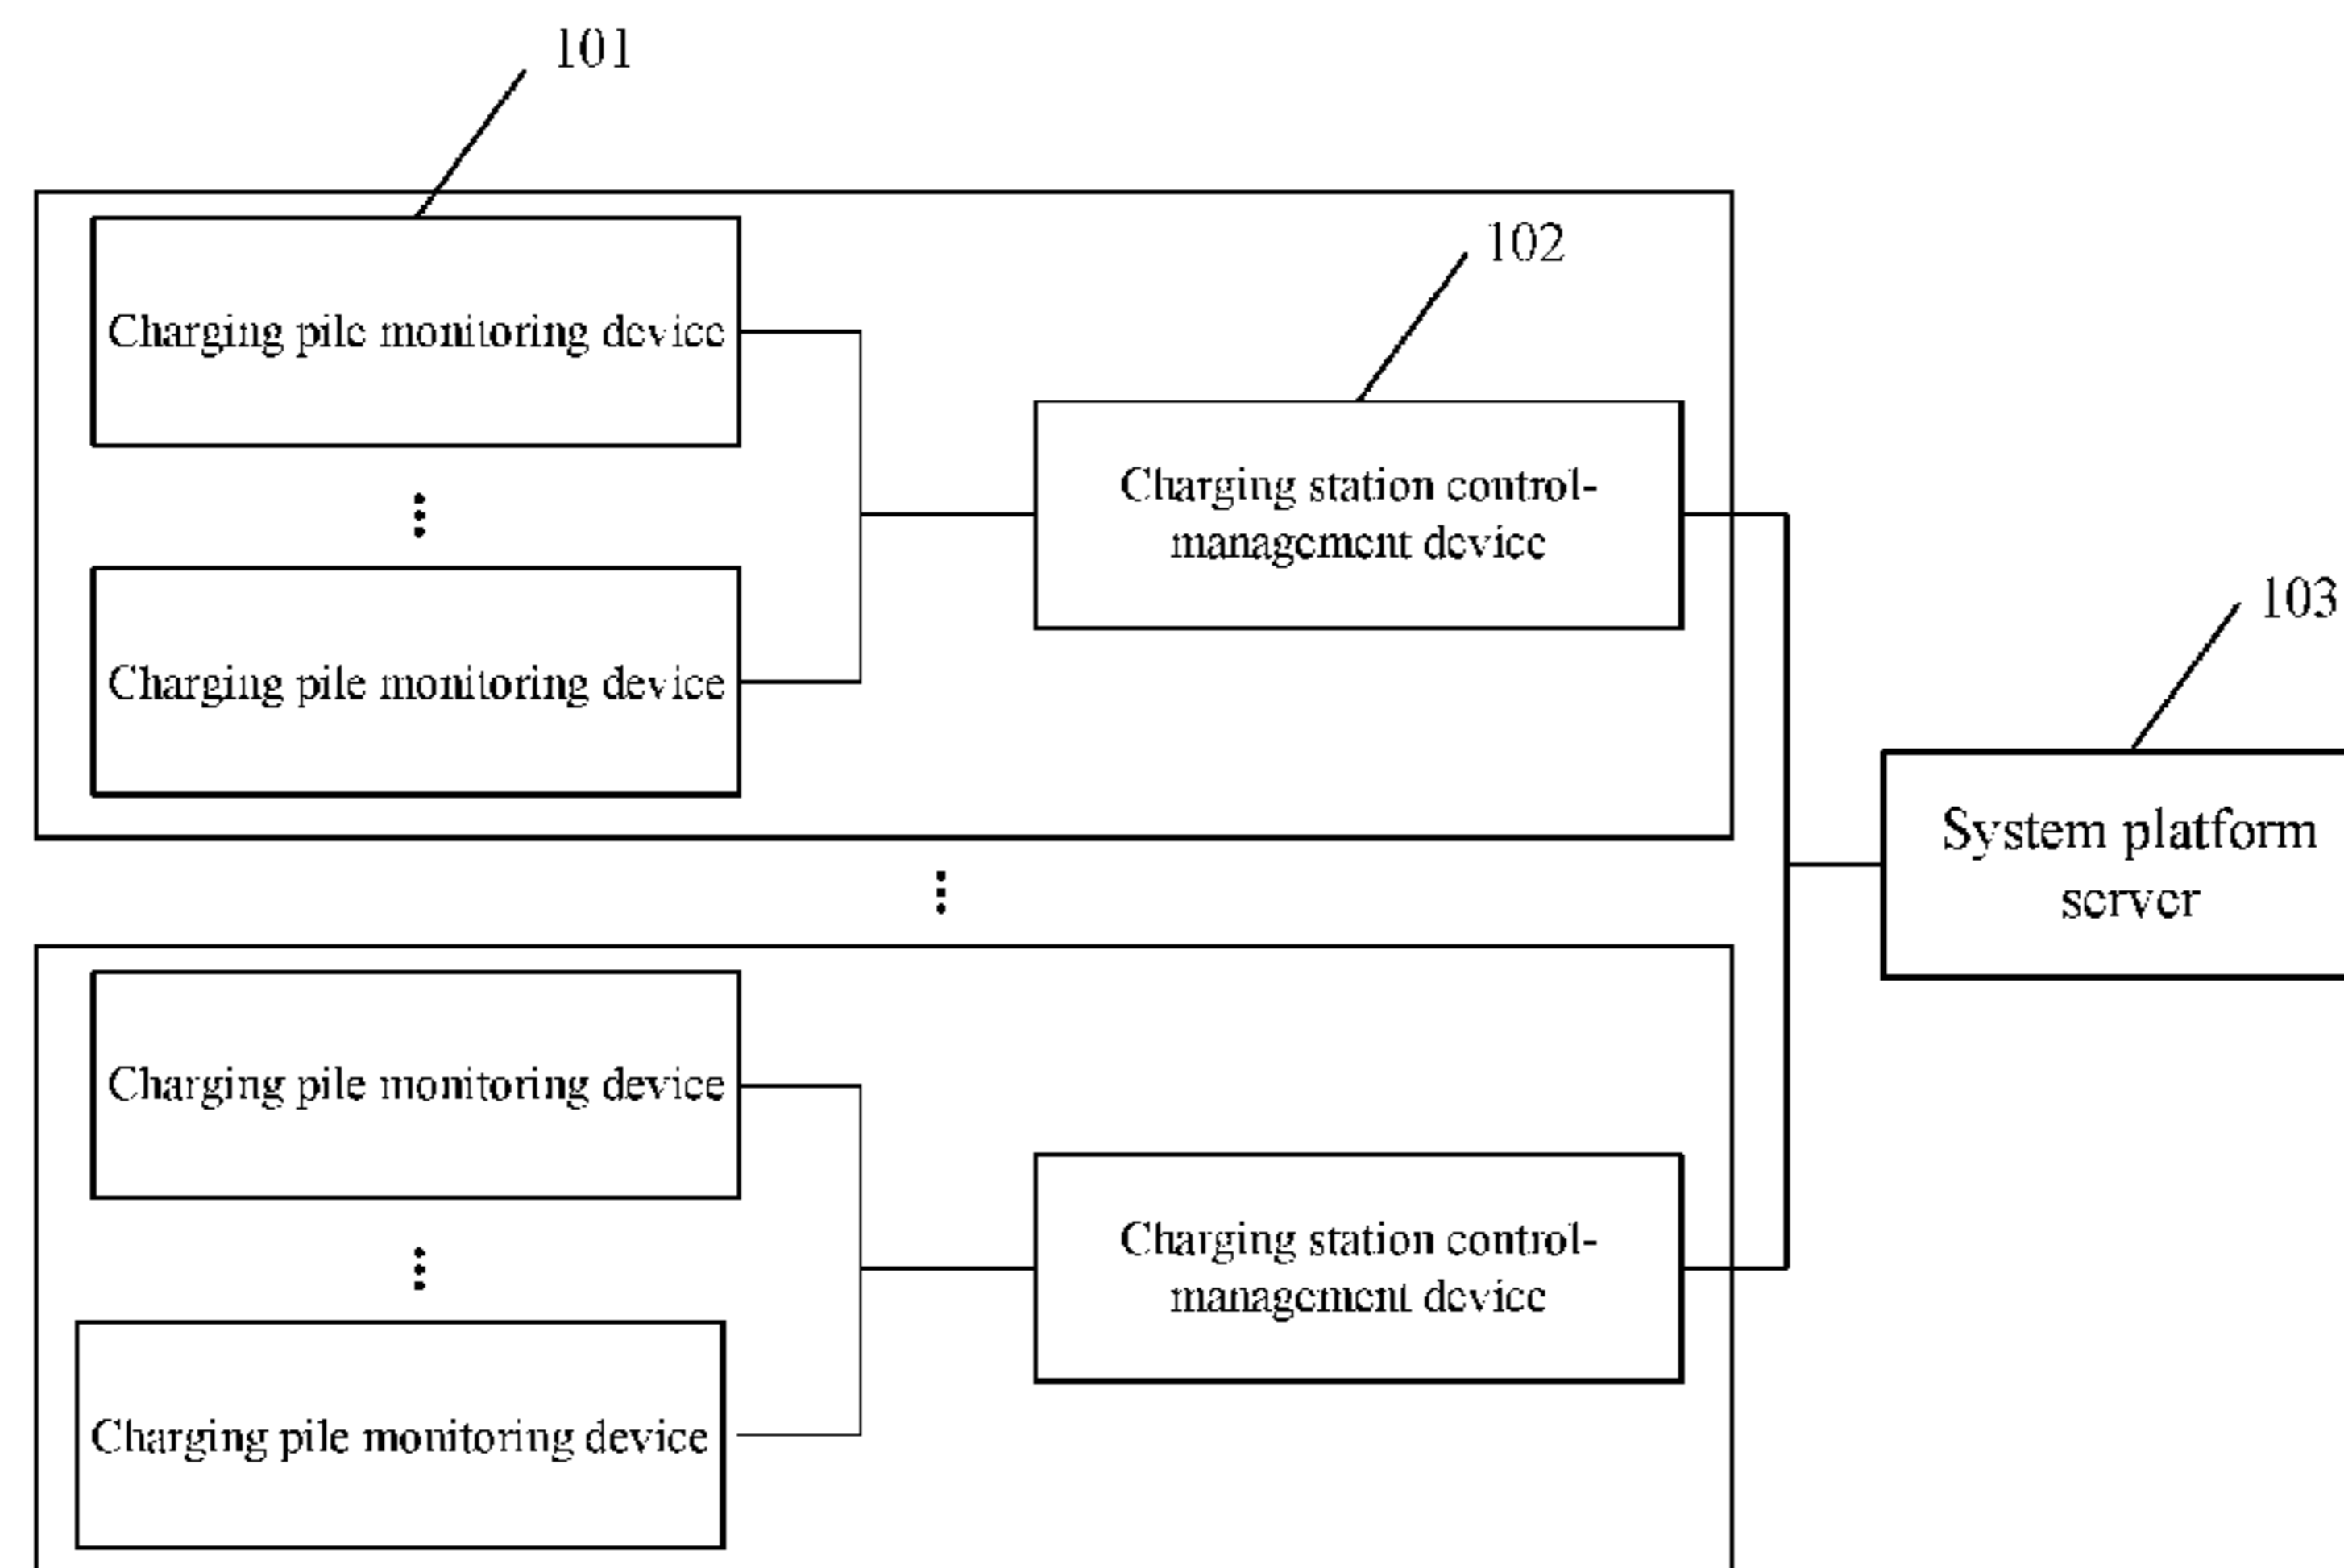 101
102
Charging pile monitoring device
Charging station control-
management device
103
Charging pile monitoring device
System platform
server
Charging pile monitoring device
Charging station control-
management device
Charging pile monitoring device